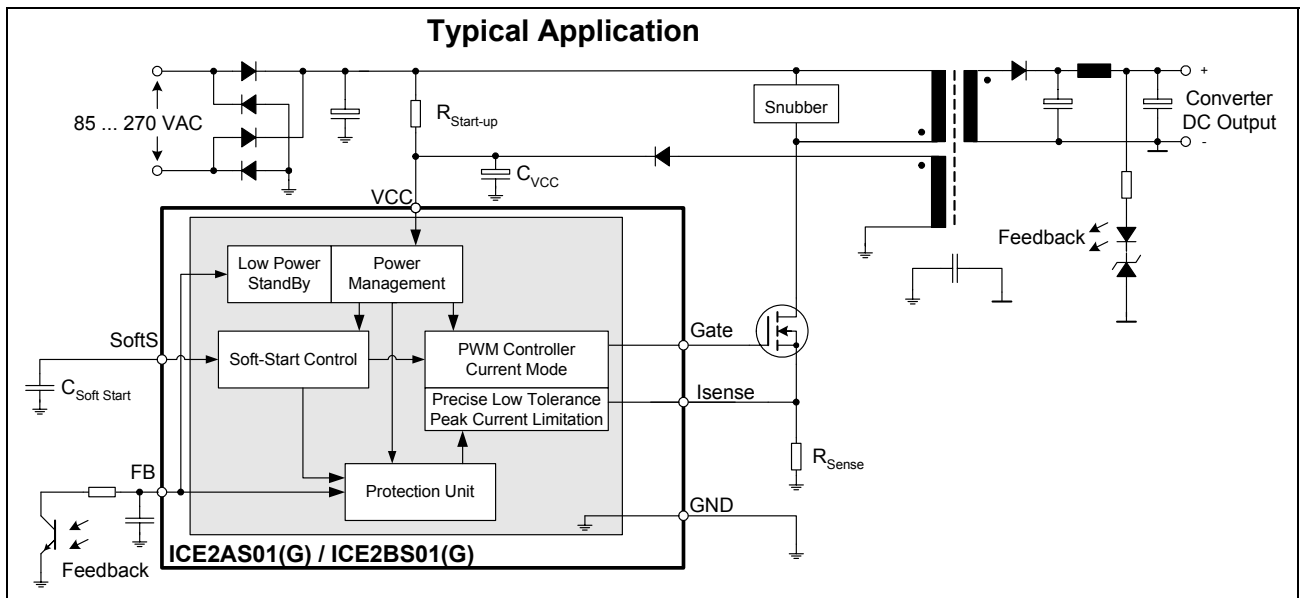 Typical Application
+
Snubber
Converter
DC Output
85 ... 270 VAC
RStart-up
-
CVCC
VCC
Feedback
Low Power
StandBy
Power
Management
SoftS
Gate
Soft-Start Control
PWM Controller
Current Mode
CSoft Start
Precise Low Tolerance
Peak Current Limitation
Isense
RSense
FB
Protection Unit
GND
ICE2AS01(G) / ICE2BS01(G)
Feedback